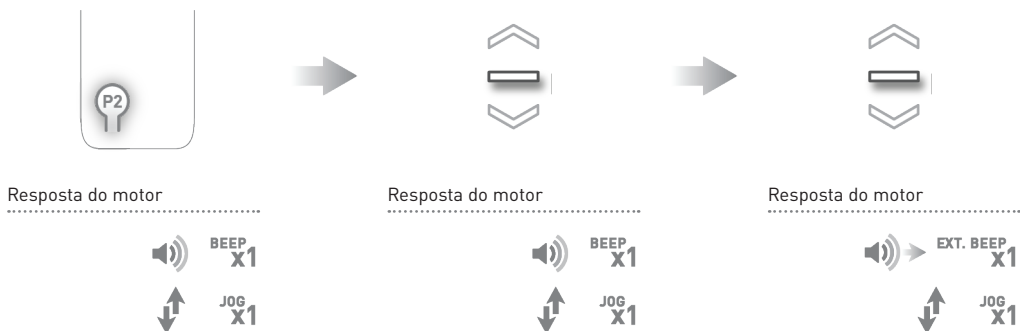 P2
Resposta do motor
BEEP x1
JOG x1
Resposta do motor
BEEP x1
JOG x1
Resposta do motor
EXT. BEEP x1
JOG x1